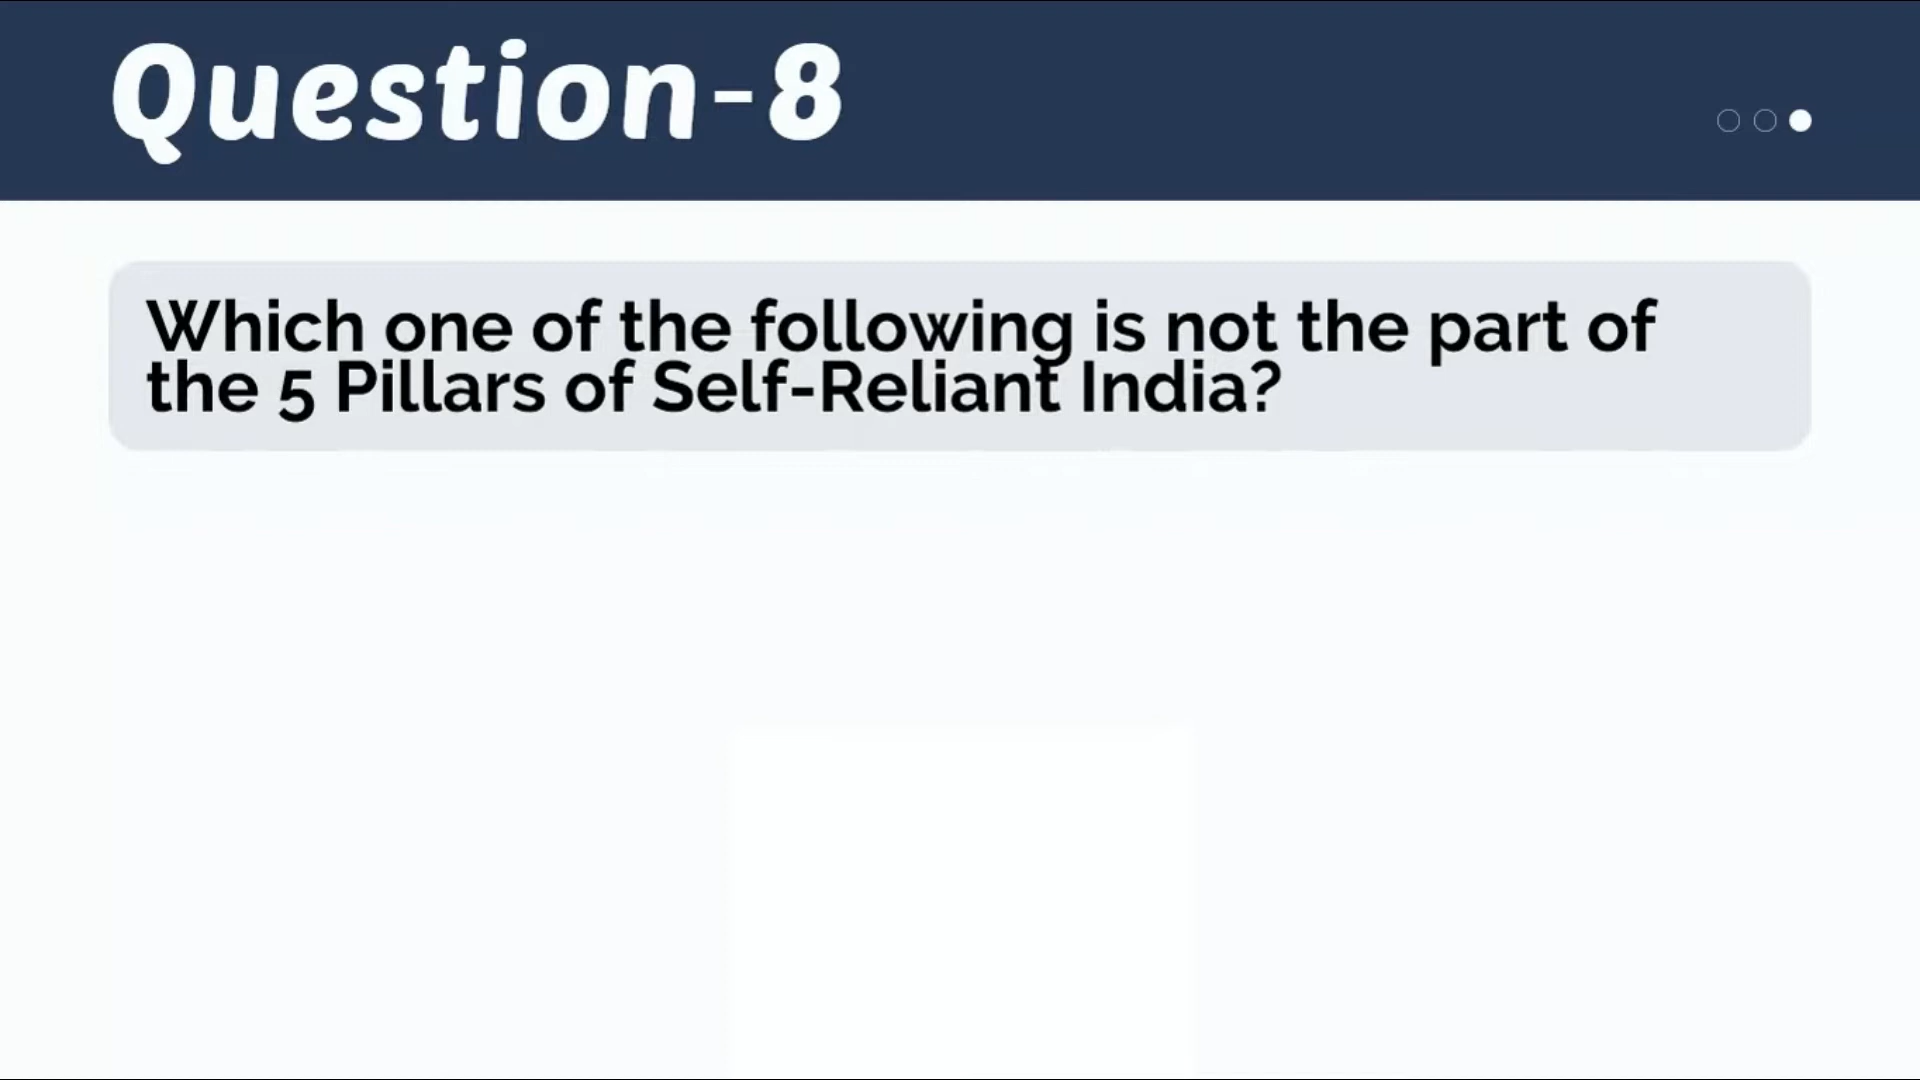 Question-8
Which one of the following is not the part of
the 5 Pillars of Self-Reliant India?